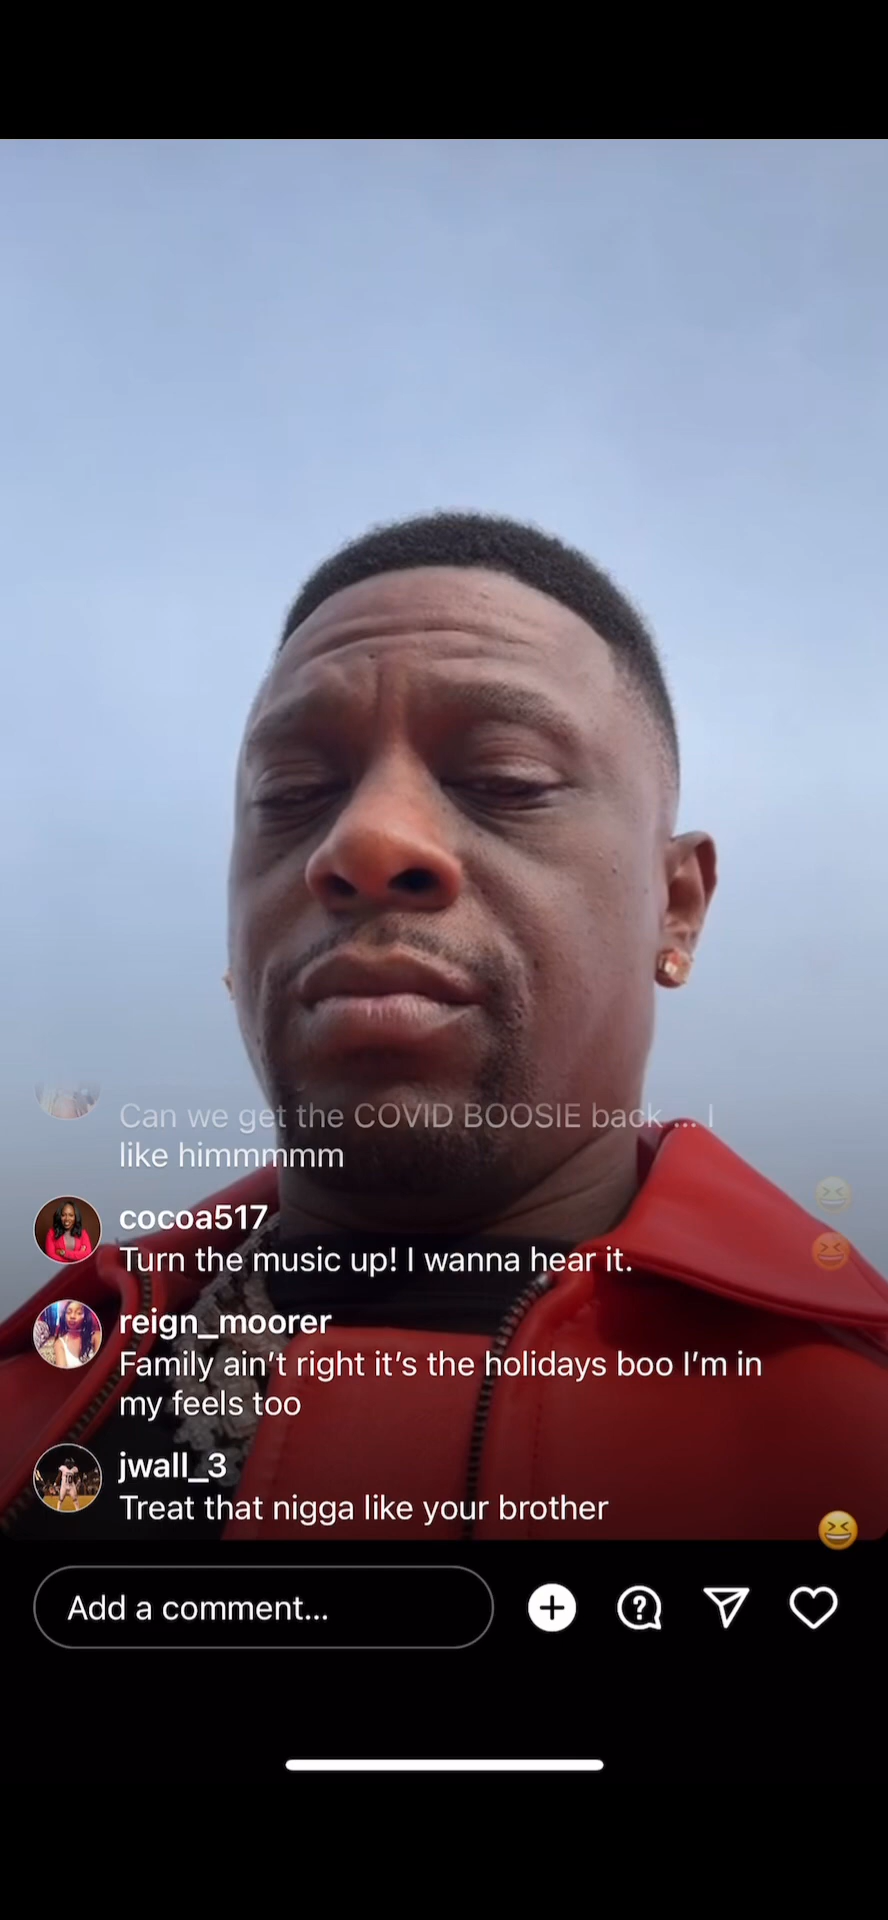 Can we get the COVID BOOSIE back ... I
like himmmmm
cocoa517
Turn the music up! I wanna hear it.
reign_moorer
Family ain’t right it’s the holidays boo I’m in
my feels too
jwall_3
Treat that nigga like your brother
Add a comment...